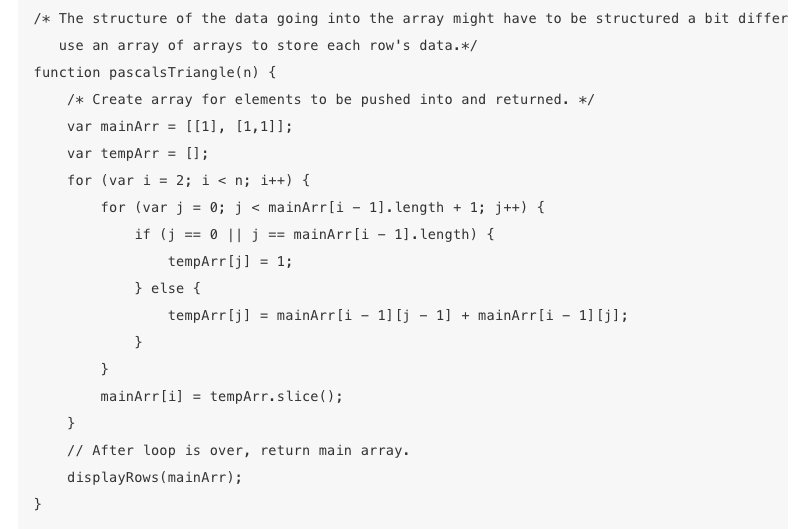 /* The structure of the data going into the array might have to be structured a bit
use an array of arrays to store each row's data.*/
function pascalsTriangle(n) {
/* Create array for elements to be pushed into and returned. */
var mainArr = [[1], [1,1]];
var tempArr = [];
for (var i = 2; i < n; i++) {
for (var j = 0; j < mainArr[i − 1].length + 1; j++) {
if (j == 0 || j == mainArr[i − 1].length) {
tempArr[j] = 1;
} else {
tempArr[j] = mainArr[i − 1][j − 1] + mainArr[i − 1][j];
}
}
mainArr[i] = tempArr.slice();
}
// After loop is over, return main array.
displayRows(mainArr);
}